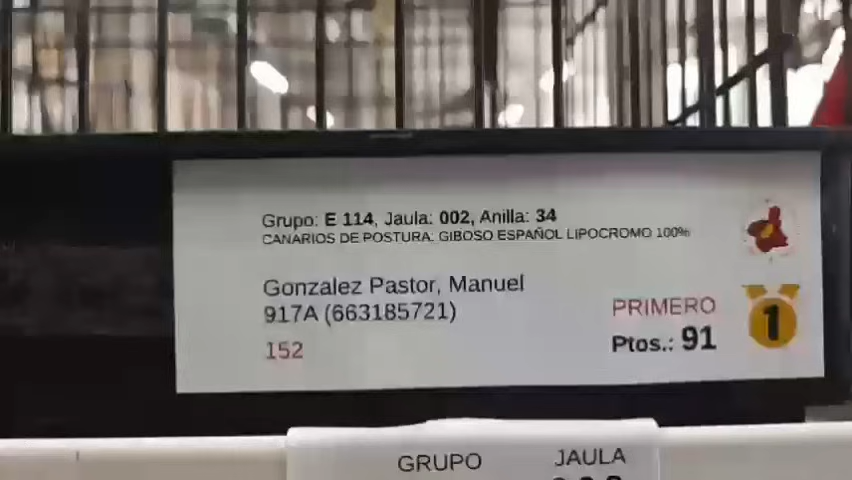 Grupo: E 114, Jaula: 002, Anilla: 34
CANARIOS DE POSTURA: GIBOSO ESPAÑOL LIPOCROMO 100%
Gonzalez Pastor, Manuel
917A (663185721)
PRIMERO
152
Ptos.: 91
1
GRUPO JAULA